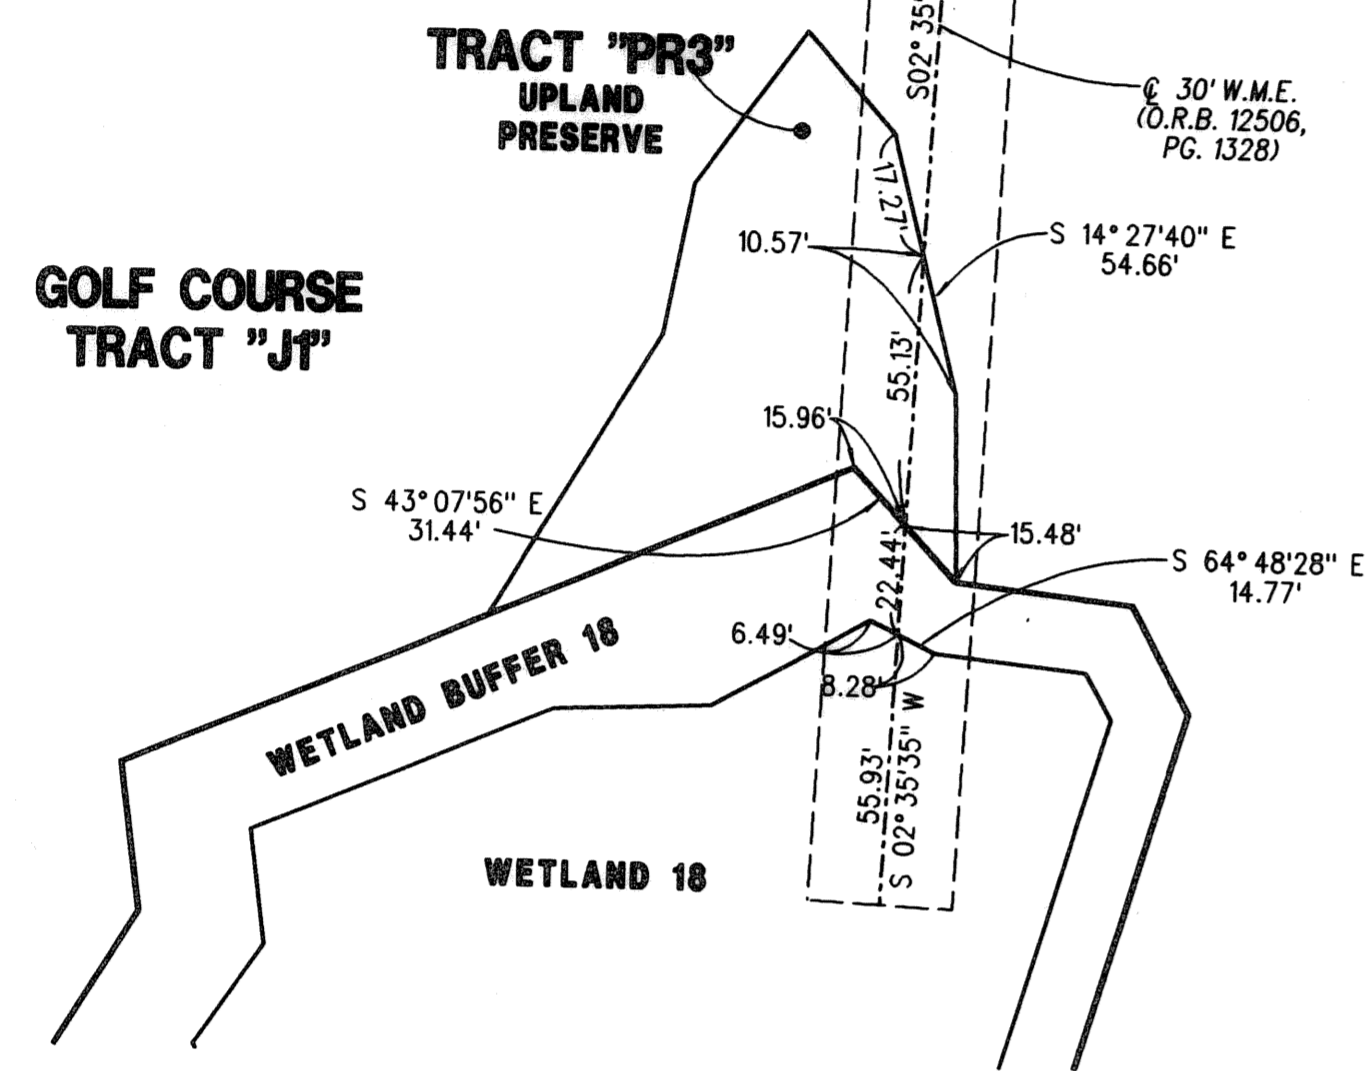 TRACT "PR3"
UPLAND
PRESERVE
S02°35'
℄ 30' W.M.E.
(O.R.B. 12506,
PG. 1328)
17.27'
10.57'
S 14°27'40" E
54.66'
GOLF COURSE
TRACT "J1"
55.13'
15.96'
S 43°07'56" E
31.44'
15.48'
22.44'
S 64°48'28" E
14.77'
6.49'
8.28'
WETLAND BUFFER 18
55.93'
S 02°35'35" W
WETLAND 18